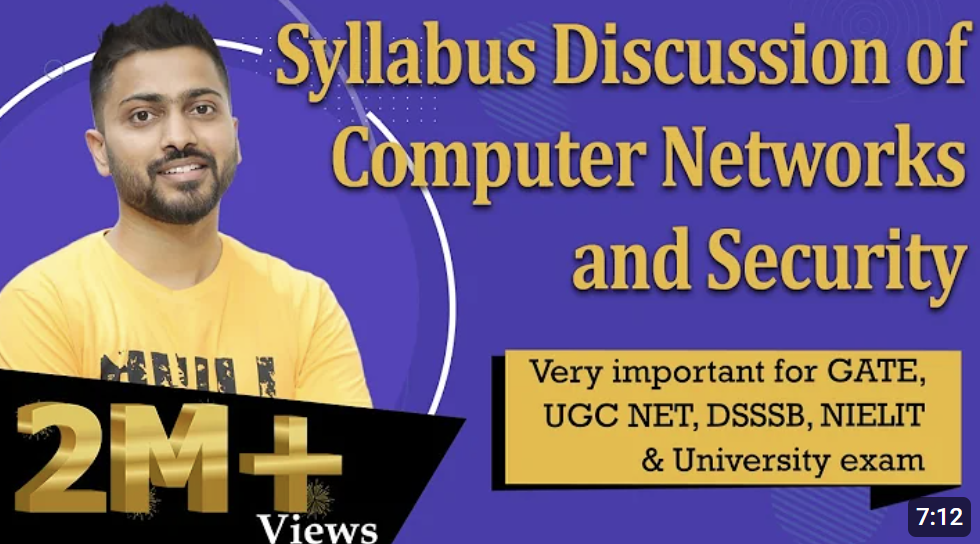 Syllabus Discussion of
Computer Networks
and Security
Very important for GATE,
UGC NET, DSSSB, NIELIT
& University exam
2M+
Views
7:12